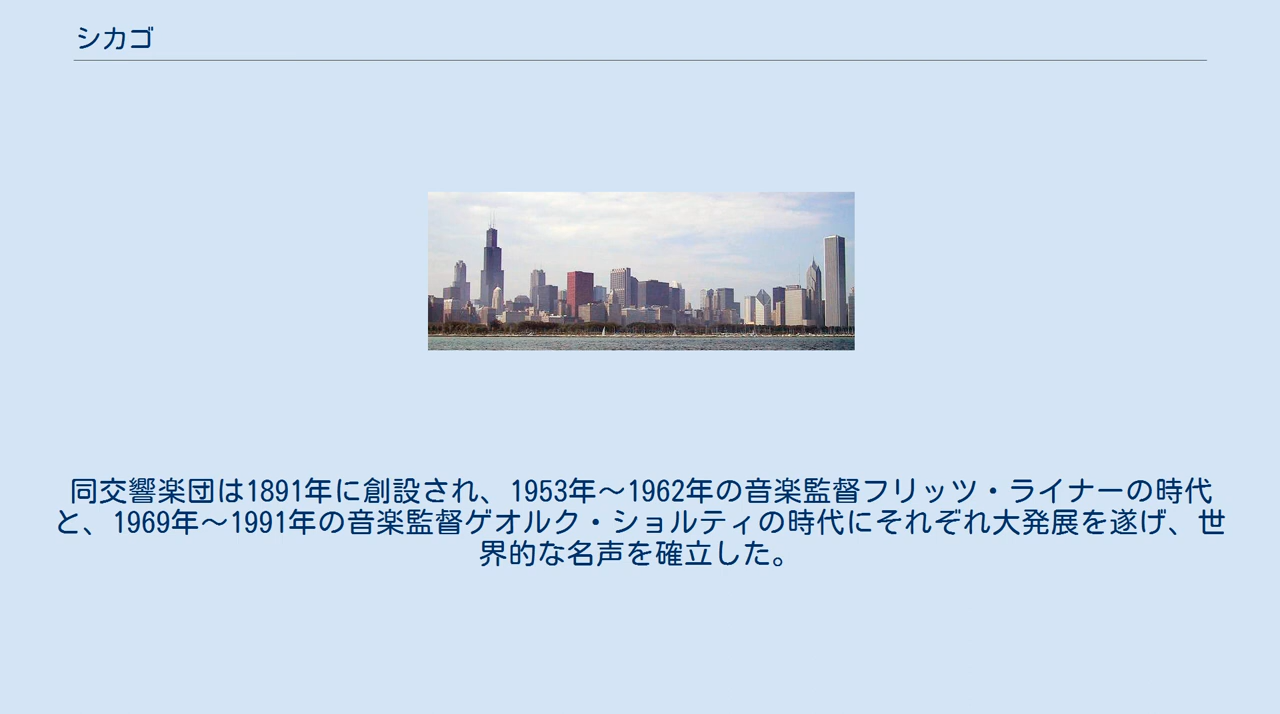 シカゴ
同交響楽団は1891年に創設され、1953年～1962年の音楽監督フリッツ・ライナーの時代
と、1969年～1991年の音楽監督ゲオルク・ショルティの時代にそれぞれ大発展を遂げ、世
界的な名声を確立した。